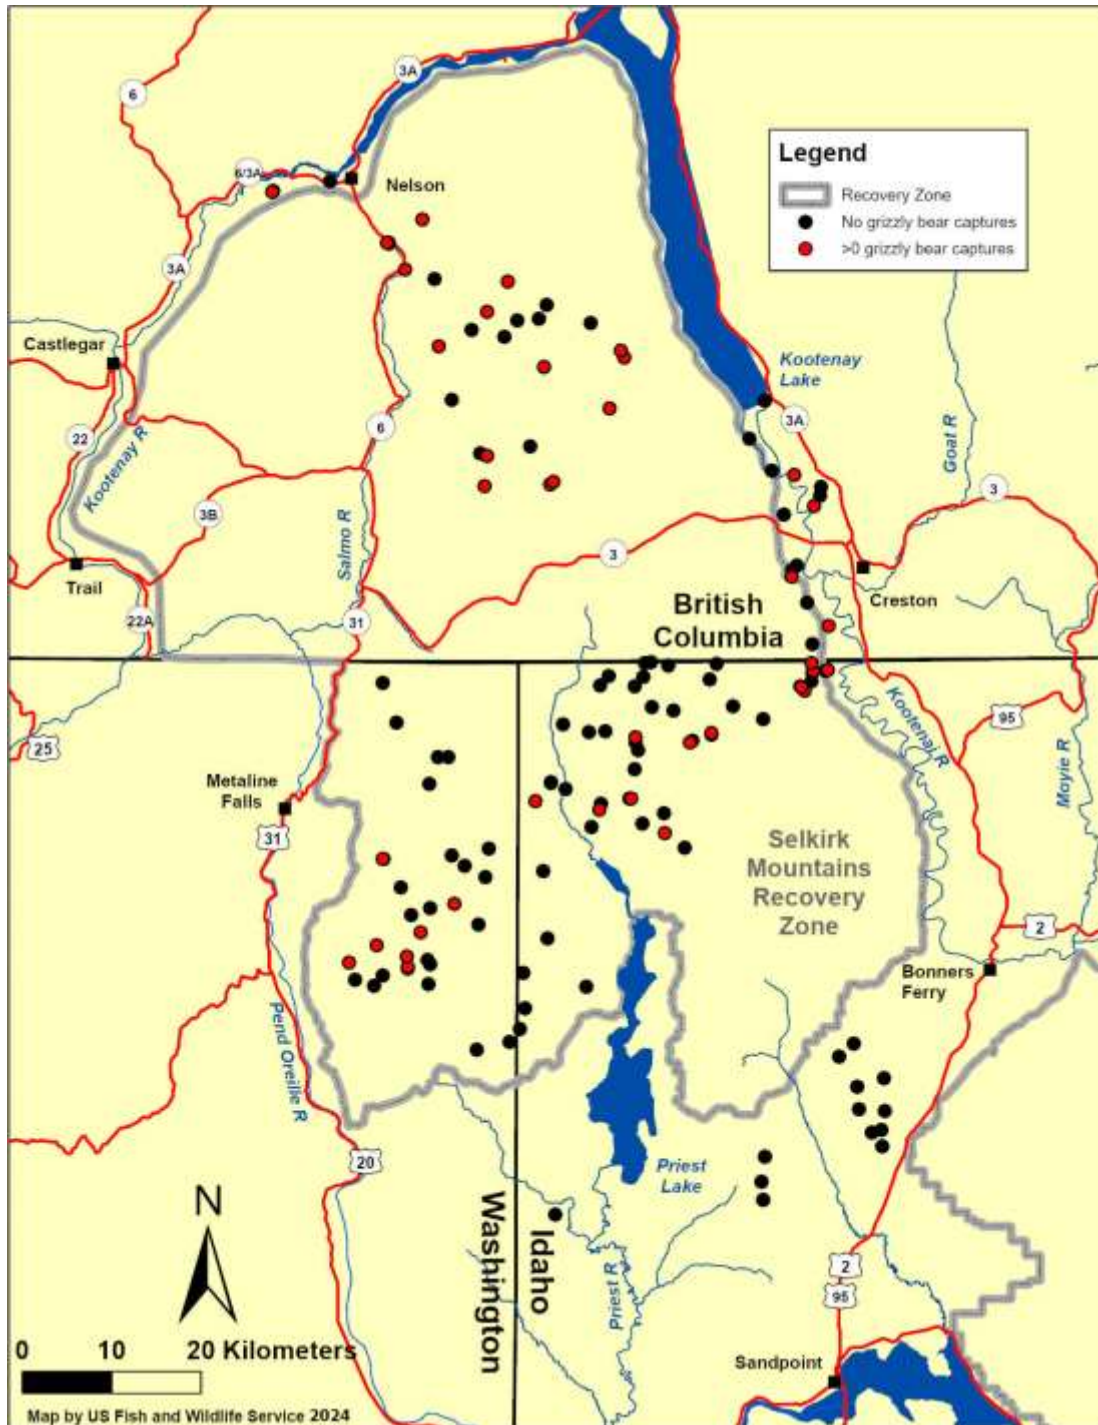 3A
6
6/3A
Nelson
Legend
Recovery Zone
No grizzly bear captures
>0 grizzly bear captures
3A
Castlegar
Kootenay
Lake
3A
22
6
Kootenay R
Goat R
3B
3
Salmo R
3
Trail
Creston
British
Columbia
22A
31
Kootenai R
95
25
Moyie R
Metaline
Falls
31
Selkirk
Mountains
Recovery
Zone
2
Bonners
Ferry
Pend Oreille R
20
Priest
Lake
N
Washington
Idaho
Priest R
2
95
0 10 20 Kilometers
Sandpoint
Map by US Fish and Wildlife Service 2024